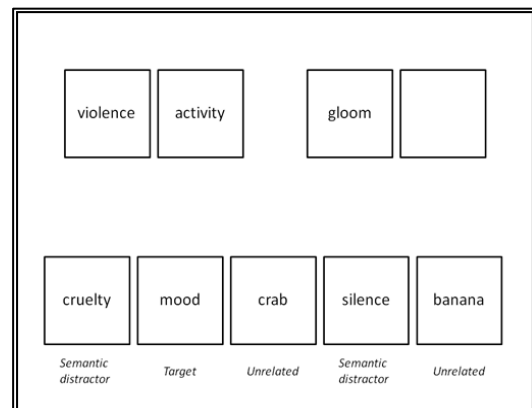 violence activity gloom
cruelty mood crab silence banana
Semantic distractor Target Unrelated Semantic distractor Unrelated